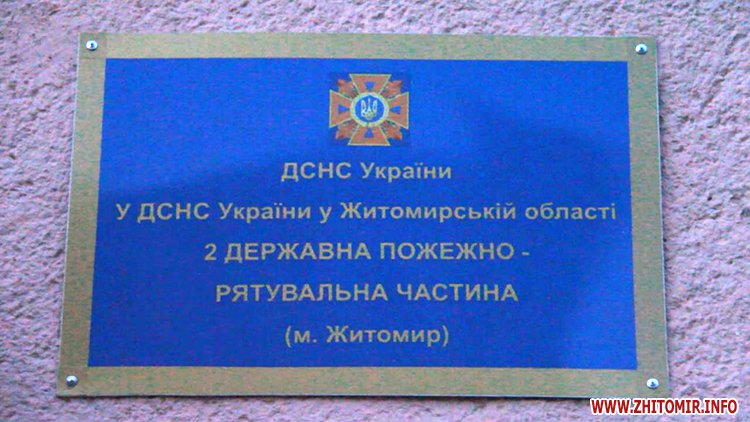 ДСНС України
У ДСНС України у Житомирській області
2 ДЕРЖАВНА ПОЖЕЖНО -
РЯТУВАЛЬНА ЧАСТИНА
(м. Житомир)
WWW.ZHITOMIR.INFO